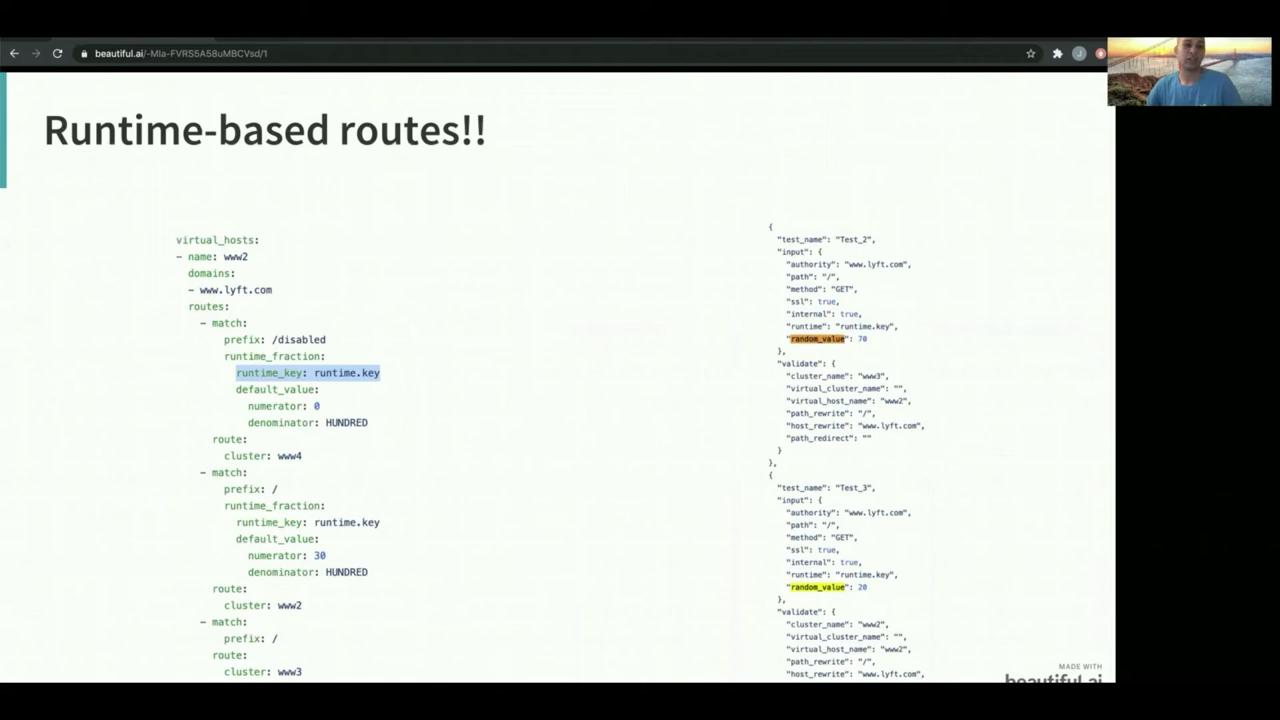 beautiful.ai/-Mla-FVRS5A58uMBCVsd/1
J
Runtime-based routes!!
virtual_hosts:
- name: www2
domains:
- www.lyft.com
routes:
- match:
prefix: /disabled
runtime_fraction:
runtime_key: runtime.key
default_value:
numerator: 0
denominator: HUNDRED
route:
cluster: www4
- match:
prefix: /
runtime_fraction:
runtime_key: runtime.key
default_value:
numerator: 30
denominator: HUNDRED
route:
cluster: www2
- match:
prefix: /
route:
cluster: www3
{
"test_name": "Test_2",
"input": {
"authority": "www.lyft.com",
"path": "/",
"method": "GET",
"ssl": true,
"internal": true,
"runtime": "runtime.key",
"random_value": 70
},
"validate": {
"cluster_name": "www3",
"virtual_cluster_name": "",
"virtual_host_name": "www2",
"path_rewrite": "/",
"host_rewrite": "www.lyft.com",
"path_redirect": ""
}
},
{
"test_name": "Test_3",
"input": {
"authority": "www.lyft.com",
"path": "/",
"method": "GET",
"ssl": true,
"internal": true,
"runtime": "runtime.key",
"random_value": 20
},
"validate": {
"cluster_name": "www2",
"virtual_cluster_name": "",
"virtual_host_name": "www2",
"path_rewrite": "/",
"host_rewrite": "www.lyft.com",
MADE WITH
beautiful.ai